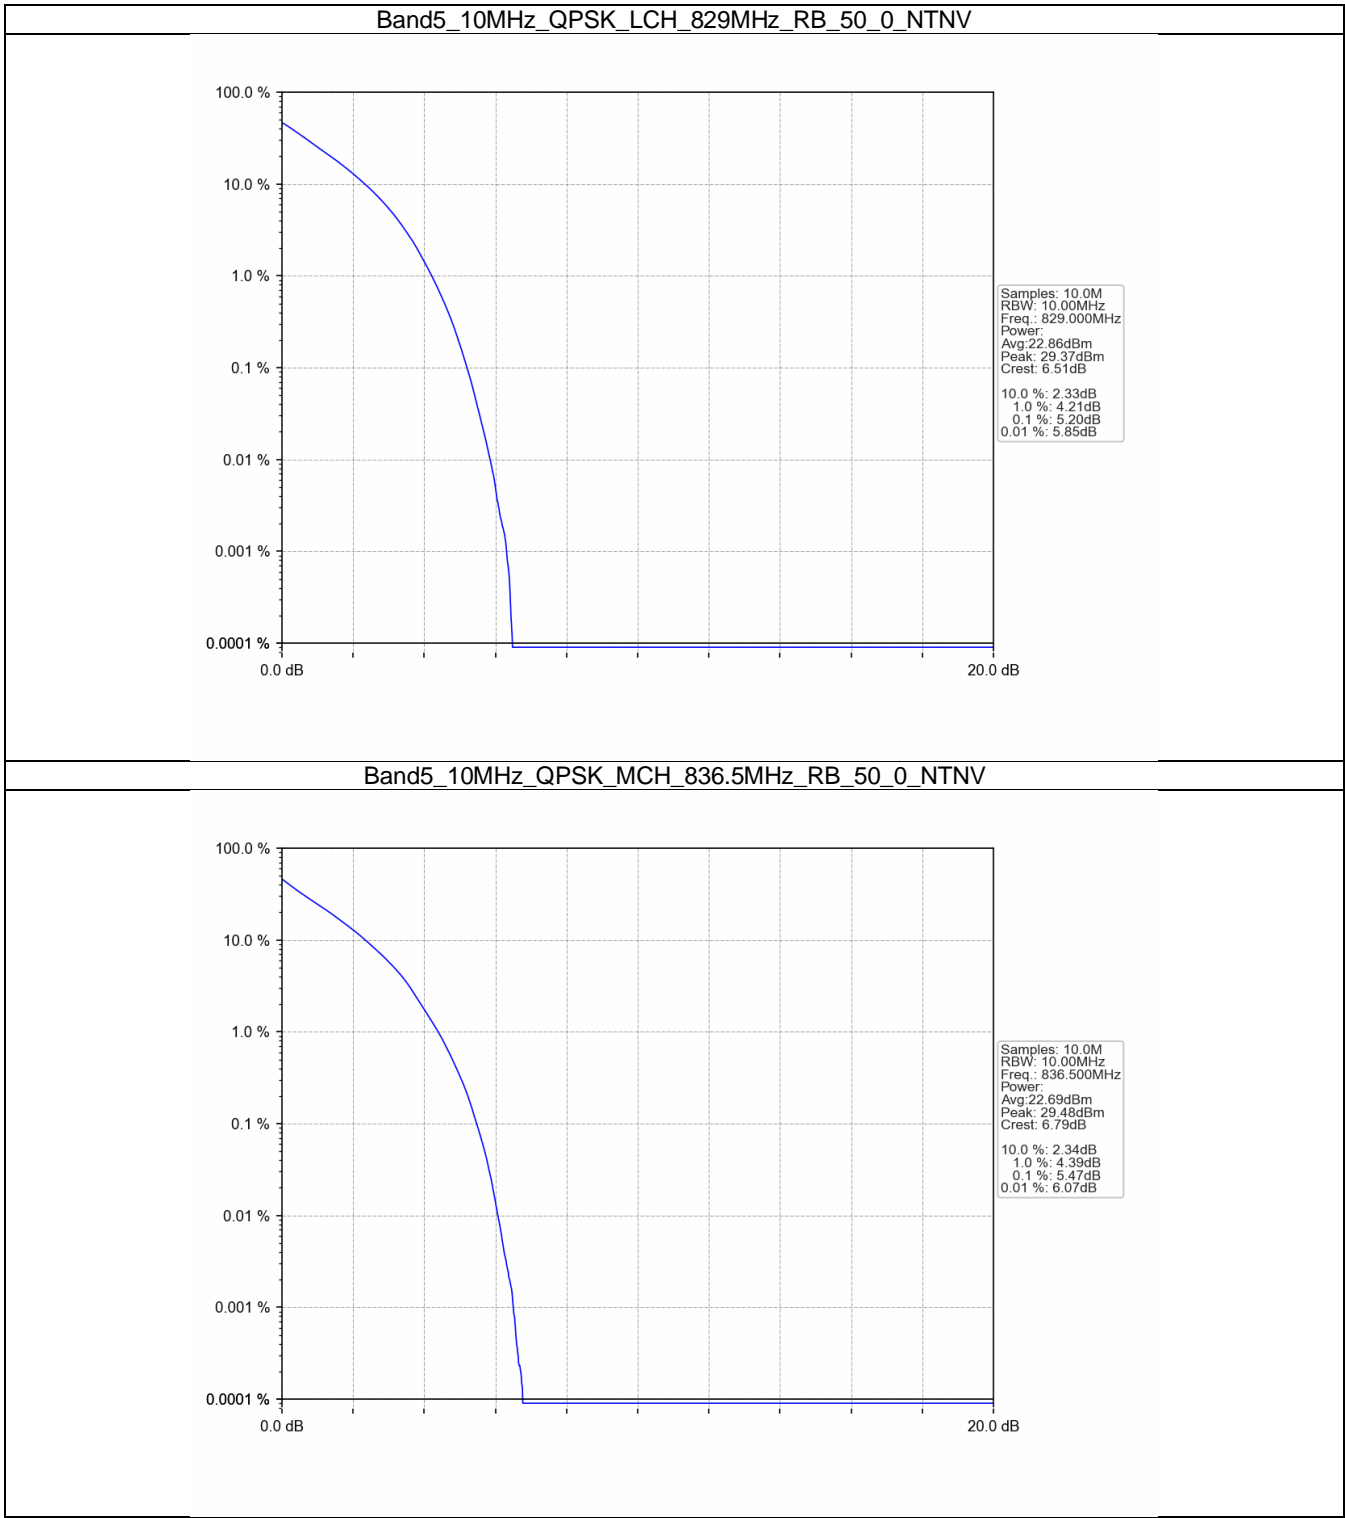 Band5_10MHz_QPSK_LCH_829MHz_RB_50_0_NTNV
100.0 %
10.0 %
1.0 %
0.1 %
0.01 %
0.001 %
0.0001 %
0.0 dB
20.0 dB
Samples: 10.0M
RBW: 10.00MHz
Freq.: 829.000MHz
Power:
Avg:22.86dBm
Peak: 29.37dBm
Crest: 6.51dB
10.0 %: 2.33dB
1.0 %: 4.21dB
0.1 %: 5.20dB
0.01 %: 5.85dB
Band5_10MHz_QPSK_MCH_836.5MHz_RB_50_0_NTNV
100.0 %
10.0 %
1.0 %
0.1 %
0.01 %
0.001 %
0.0001 %
0.0 dB
20.0 dB
Samples: 10.0M
RBW: 10.00MHz
Freq.: 836.500MHz
Power:
Avg:22.69dBm
Peak: 29.48dBm
Crest: 6.79dB
10.0 %: 2.34dB
1.0 %: 4.39dB
0.1 %: 5.47dB
0.01 %: 6.07dB